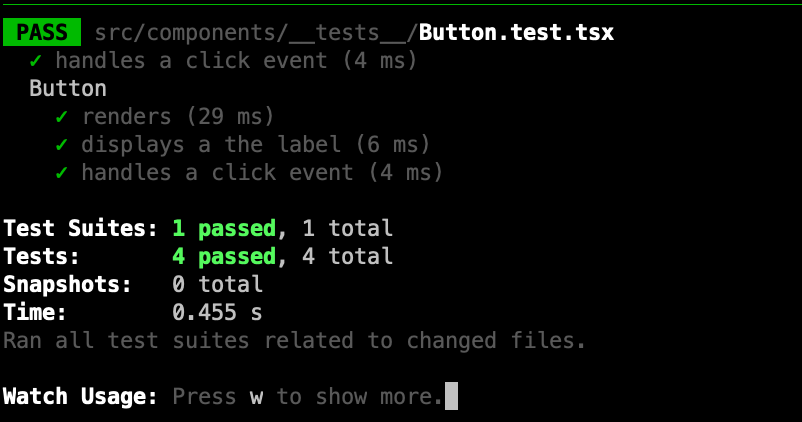 PASS src/components/__tests__/Button.test.tsx
✓ handles a click event (4 ms)
Button
✓ renders (29 ms)
✓ displays a the label (6 ms)
✓ handles a click event (4 ms)
Test Suites: 1 passed, 1 total
Tests: 4 passed, 4 total
Snapshots: 0 total
Time: 0.455 s
Ran all test suites related to changed files.
Watch Usage: Press w to show more.